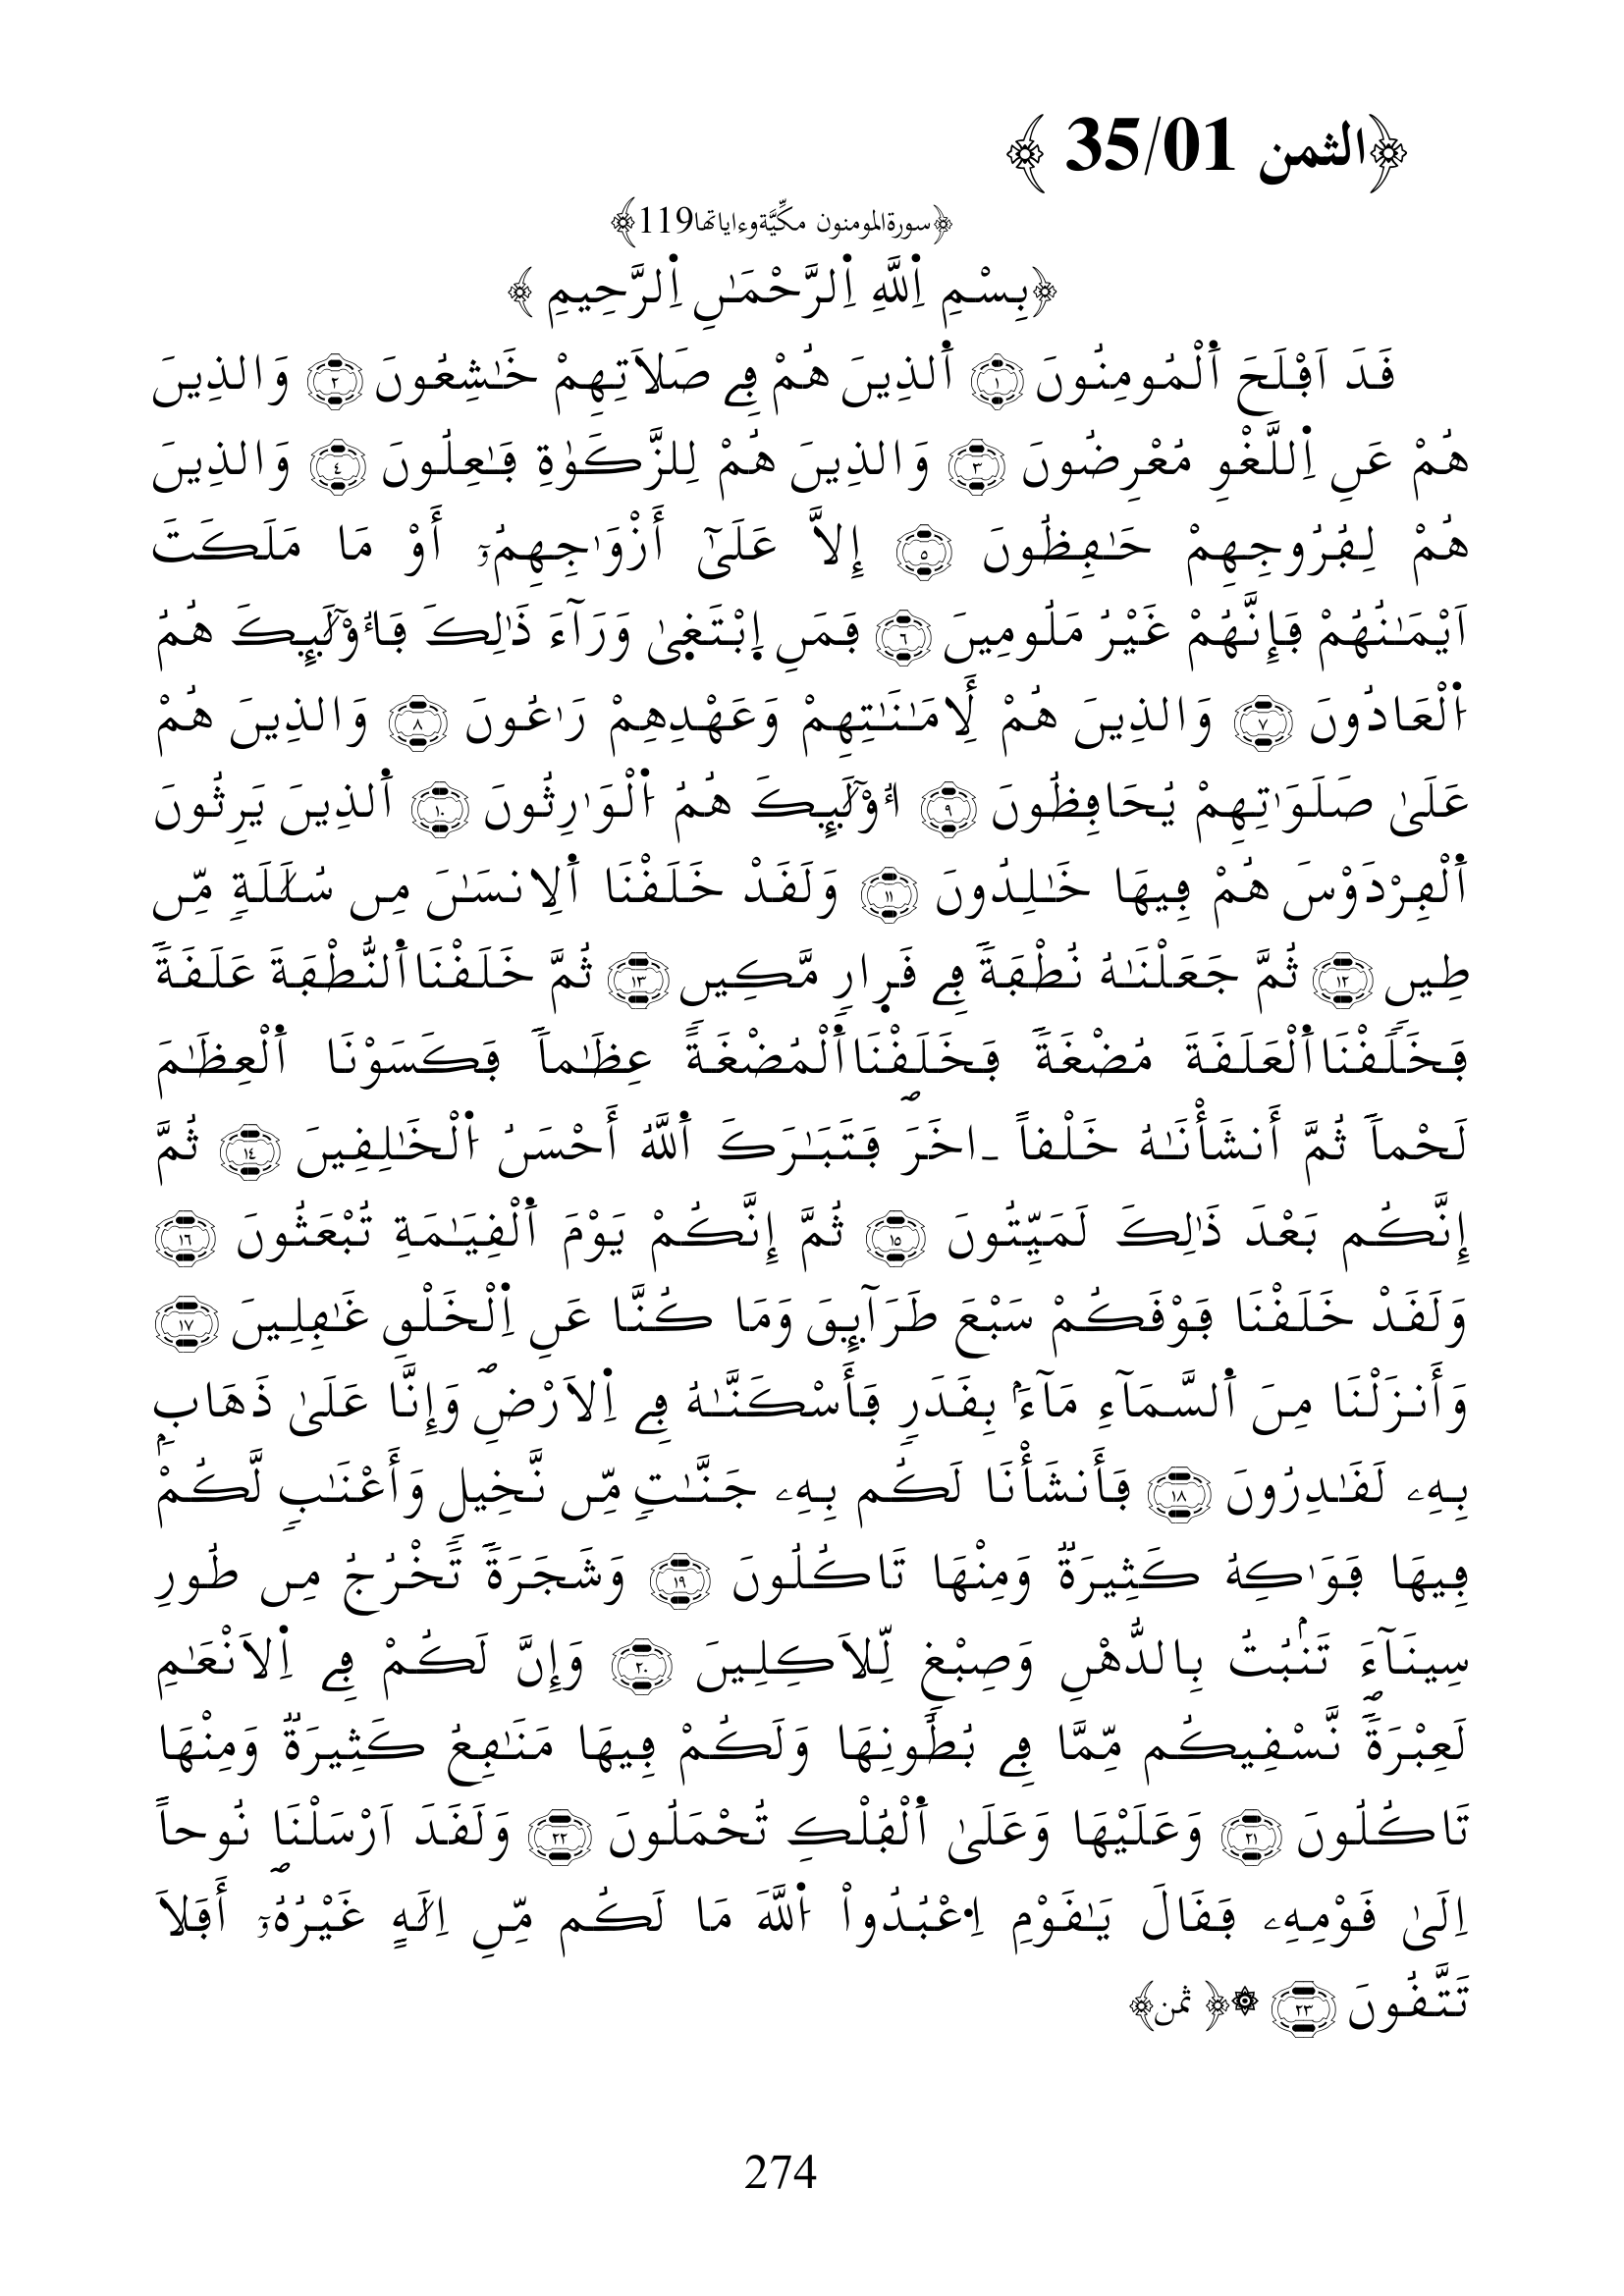 ﴿الثمن 35/01 ﴾
﴿سورة المومنون مكِّيَّة وءاياتها 119﴾
﴿بِسْمِ اِ۬للَّهِ اِ۬لرَّحْمَٰنِ اِ۬لرَّحِيمِ ﴾
قَدَ اَفْلَحَ اَ۬لْمُومِنُونَ ١ اَ۬لذِينَ هُمْ فِے صَلَاتِهِمْ خَٰشِعُونَ ٢ وَالذِينَ
هُمْ عَنِ اِ۬للَّغْوِ مُعْرِضُونَ ٣ وَالذِينَ هُمْ لِلزَّكَوٰةِ فَٰعِلُونَ ٤ وَالذِينَ
هُمْ لِفُرُوجِهِمْ حَٰفِظُونَ ٥ إِلَّا عَلَىٰٓ أَزْوَٰجِهِمُۥٓ أَوْ مَا مَلَكَتَ
اَيْمَٰنُهُمْ فَإِنَّهُمْ غَيْرُ مَلُومِينَ ٦ فَمَنِ اِ۪بْتَغ۪ىٰ وَرَآءَ ذَٰلِكَ فَأُوْلَٰٓئِكَ هُمُ
اُ۬لْعَادُونَ ٧ وَالذِينَ هُمْ لِأَمَٰنَٰتِهِمْ وَعَهْدِهِمْ رَٰعُونَ ٨ وَالذِينَ هُمْ
عَلَىٰ صَلَوَٰتِهِمْ يُحَافِظُونَ ٩ أُوْلَٰٓئِكَ هُمُ اُ۬لْوَٰرِثُونَ ١٠ اَ۬لذِينَ يَرِثُونَ
اَ۬لْفِرْدَوْسَ هُمْ فِيهَا خَٰلِدُونَ ١١ وَلَقَدْ خَلَقْنَا اَ۬لِانسَٰنَ مِن سُلَٰلَةٖ مِّن
طِينٖ ١٢ ثُمَّ جَعَلْنَٰهُ نُطْفَةٗ فِے قَر۪ارٖ مَّكِينٖ ١٣ ثُمَّ خَلَقْنَا اَ۬لنُّطْفَةَ عَلَقَةٗ
فَخَلَقْنَا اَ۬لْعَلَقَةَ مُضْغَةٗ فَخَلَقْنَا اَ۬لْمُضْغَةَ عِظَٰماٗ فَكَسَوْنَا اَ۬لْعِظَٰمَ
لَحْماٗ ثُمَّ أَنشَأْنَٰهُ خَلْقاً ـاخَرَۖ فَتَبَٰرَكَ اَ۬للَّهُ أَحْسَنُ اُ۬لْخَٰلِقِينَ ١٤ ثُمَّ
إِنَّكُم بَعْدَ ذَٰلِكَ لَمَيِّتُونَ ١٥ ثُمَّ إِنَّكُمْ يَوْمَ اَ۬لْقِيَٰمَةِ تُبْعَثُونَ ١٦
وَلَقَدْ خَلَقْنَا فَوْقَكُمْ سَبْعَ طَرَآئِقَ وَمَا كُنَّا عَنِ اِ۬لْخَلْقِ غَٰفِلِينَ ١٧
وَأَنزَلْنَا مِنَ اَ۬لسَّمَآءِ مَآءَۢ بِقَدَرٖ فَأَسْكَنَّٰهُ فِے اِ۬لَارْضِۖ وَإِنَّا عَلَىٰ ذَهَابِۢ
بِهِۦ لَقَٰدِرُونَ ١٨ فَأَنشَأْنَا لَكُم بِهِۦ جَنَّٰتٖ مِّن نَّخِيلٖ وَأَعْنَٰبٖ لَّكُمْ
فِيهَا فَوَٰكِهُ كَثِيرَةٞ وَمِنْهَا تَاكُلُونَ ١٩ وَشَجَرَةٗ تَخْرُجُ مِن طُورِ
سِينَآءَ تَنۢبُتُ بِالدُّهْنِ وَصِبْغٖ لِّلَاكِلِينَ ٢٠ وَإِنَّ لَكُمْ فِے اِ۬لَانْعَٰمِ
لَعِبْرَةٗۖ نَّسْقِيكُم مِّمَّا فِے بُطُونِهَا وَلَكُمْ فِيهَا مَنَٰفِعُ كَثِيرَةٞ وَمِنْهَا
تَاكُلُونَ ٢١ وَعَلَيْهَا وَعَلَى اَ۬لْفُلْكِ تُحْمَلُونَ ٢٢ وَلَقَدَ اَرْسَلْنَا نُوحاً
اِلَىٰ قَوْمِهِۦ فَقَالَ يَٰقَوْمِ اِ۟عْبُدُواْ اُ۬للَّهَ مَا لَكُم مِّنِ اِلَٰهٍ غَيْرُهُۥٓ أَفَلَا
تَتَّقُونَ ٢٣ ۞﴿ ثمن﴾
274